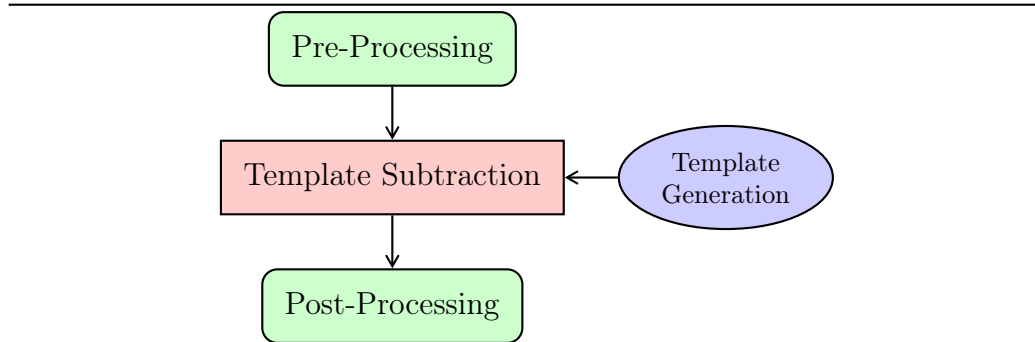 Pre-Processing
Template Subtraction
Template
Generation
Post-Processing